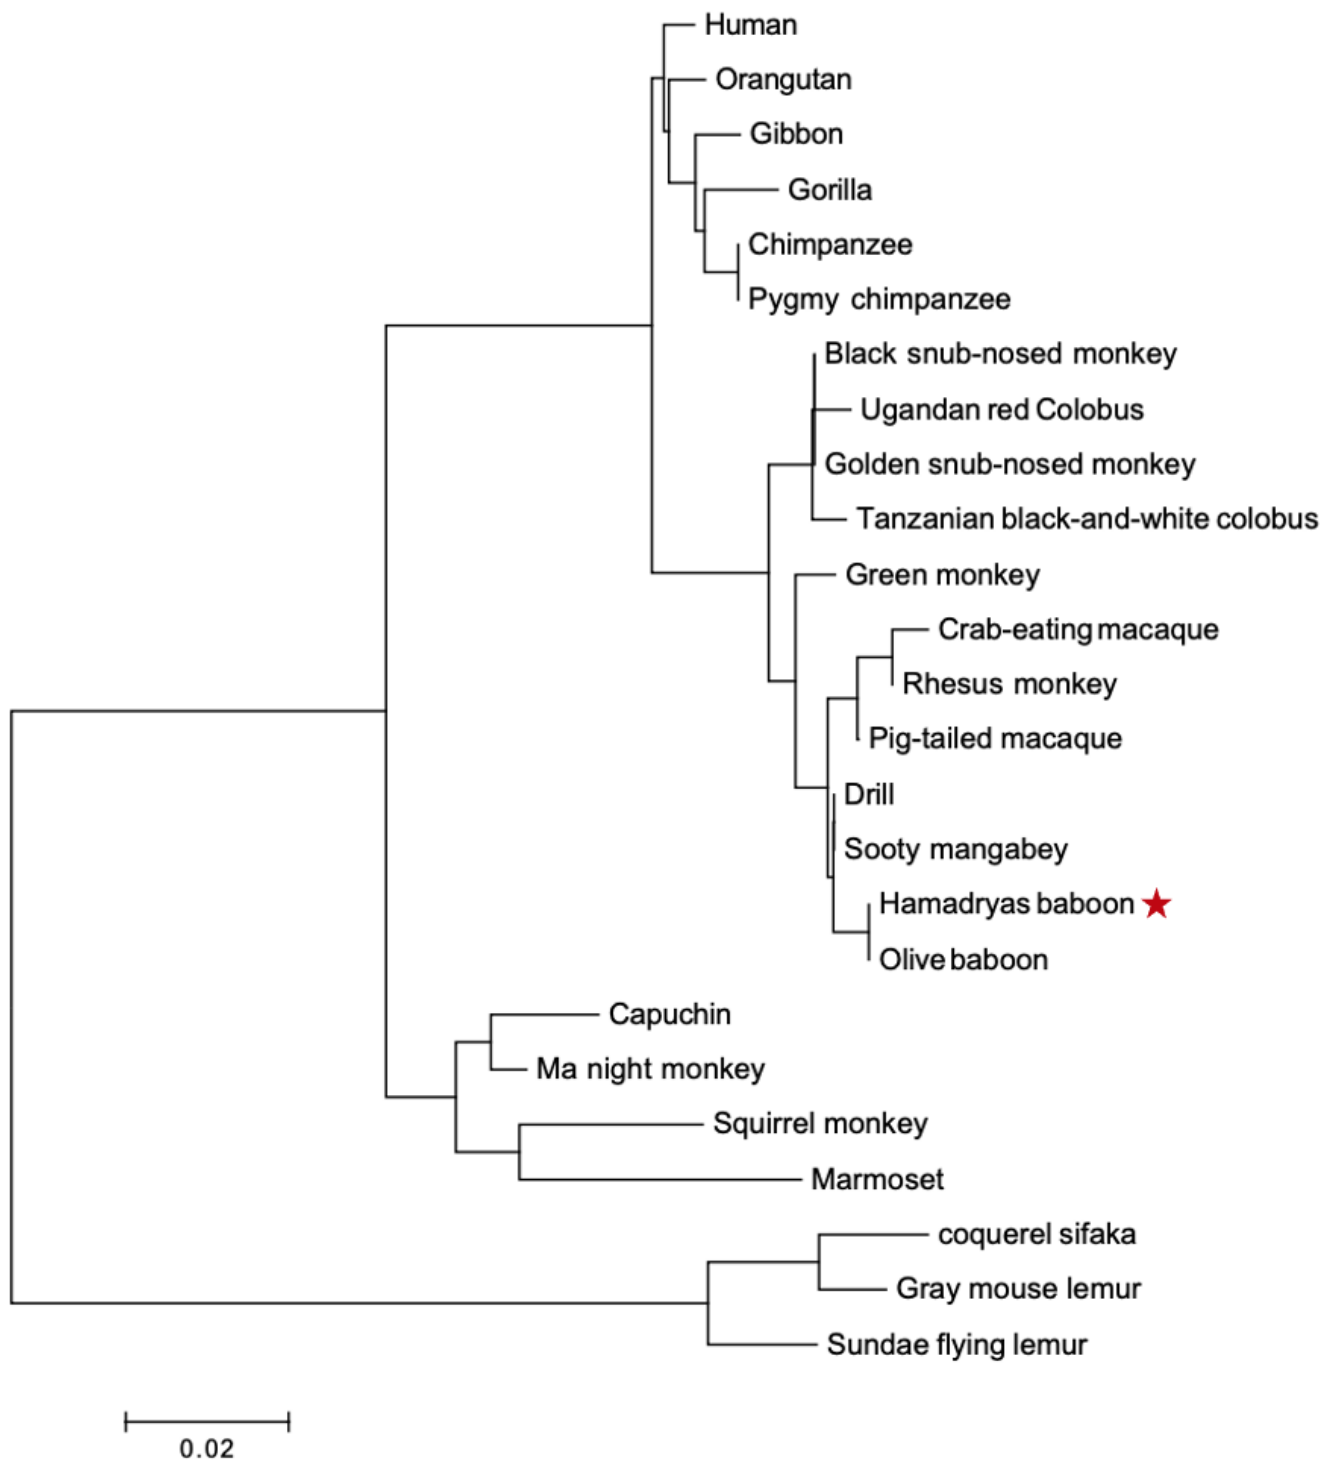 Human
Orangutan
Gibbon
Gorilla
Chimpanzee
Pygmy chimpanzee
Black snub-nosed monkey
Ugandan red Colobus
Golden snub-nosed monkey
Tanzanian black-and-white colobus
Green monkey
Crab-eating macaque
Rhesus monkey
Pig-tailed macaque
Drill
Sooty mangabey
Hamadryas baboon
Olive baboon
Capuchin
Ma night monkey
Squirrel monkey
Marmoset
coquerel sifaka
Gray mouse lemur
Sundae flying lemur
0.02